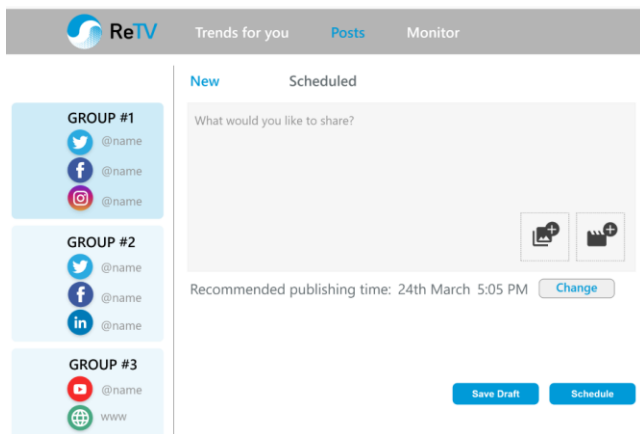 ReTV Trends for you Posts Monitor
New Scheduled
GROUP #1
@name
@name
@name
GROUP #2
@name
@name
@name
GROUP #3
@name
www
What would you like to share?
Recommended publishing time: 24th March 5:05 PM Change
Save Draft Schedule